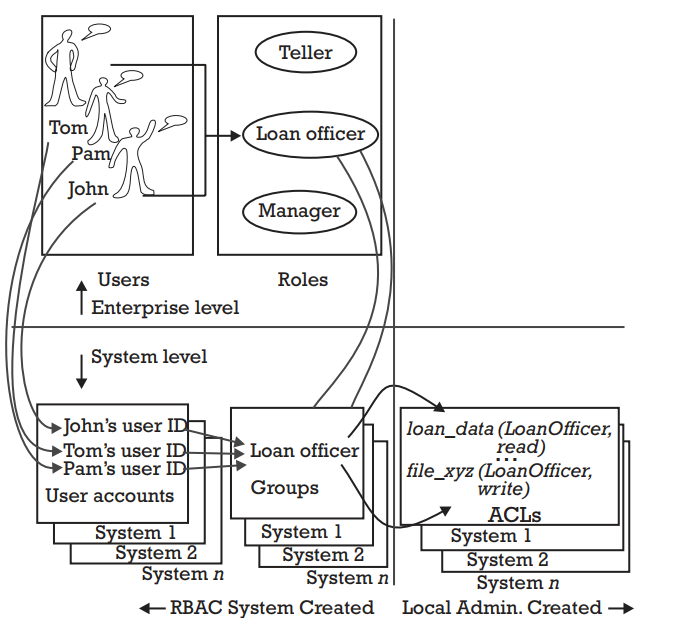 Teller
Tom
Loan officer
Pam
John
Manager
Users
Roles
Enterprise level
System level
John's user ID
Tom's user ID
Pam's user ID
User accounts
System 1
System 2
System n
Loan officer
Groups
System 1
System 2
System n
loan_data (LoanOfficer,
read)
...
file_xyz (LoanOfficer,
write)
ACLs
System 1
System 2
System n
RBAC System Created
Local Admin. Created